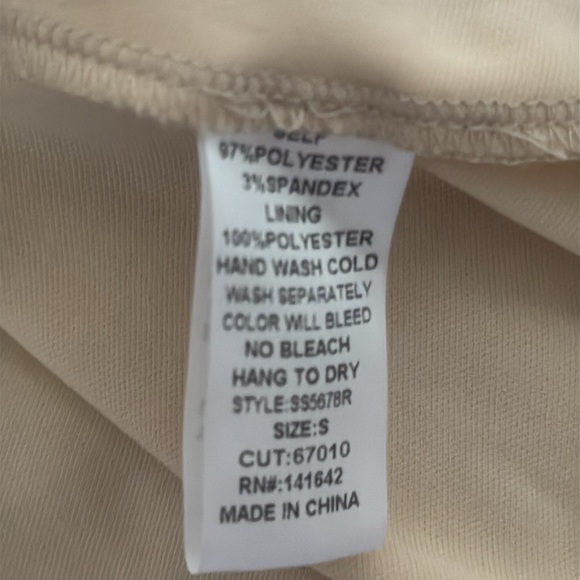 SELF
97%POLYESTER
3%SPANDEX
LINING
100%POLYESTER
HAND WASH COLD
WASH SEPARATELY
COLOR WILL BLEED
NO BLEACH
HANG TO DRY
STYLE:SS5678R
SIZE:S
CUT:67010
RN#:141642
MADE IN CHINA